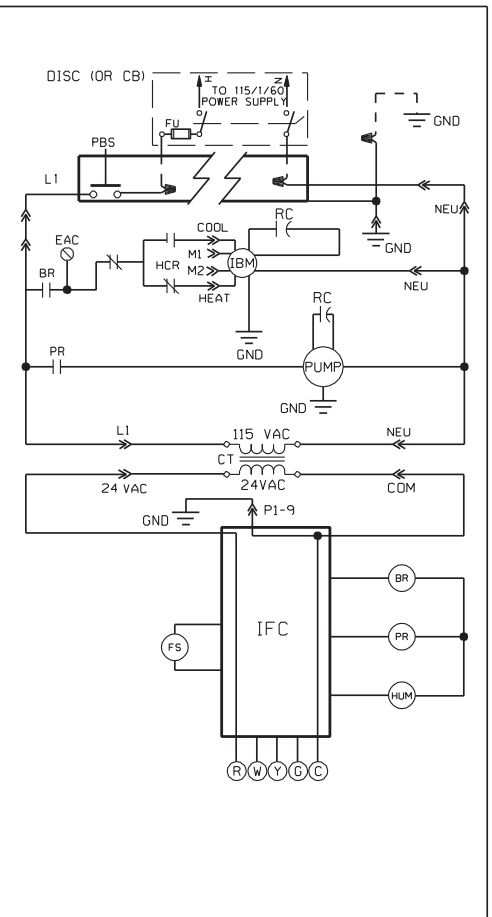 DISC (OR CB)
H
N
TO 115/1/60
POWER SUPPLY
FU
GND
PBS
L1
NEU
GND
EAC
COOL
RC
BR
M1
HCR
IBM
M2
NEU
HEAT
RC
GND
PR
PUMP
GND
L1
115 VAC
NEU
CT
24 VAC
24VAC
COM
GND
P1-9
BR
IFC
FS
PR
HUM
R
W
Y
G
C